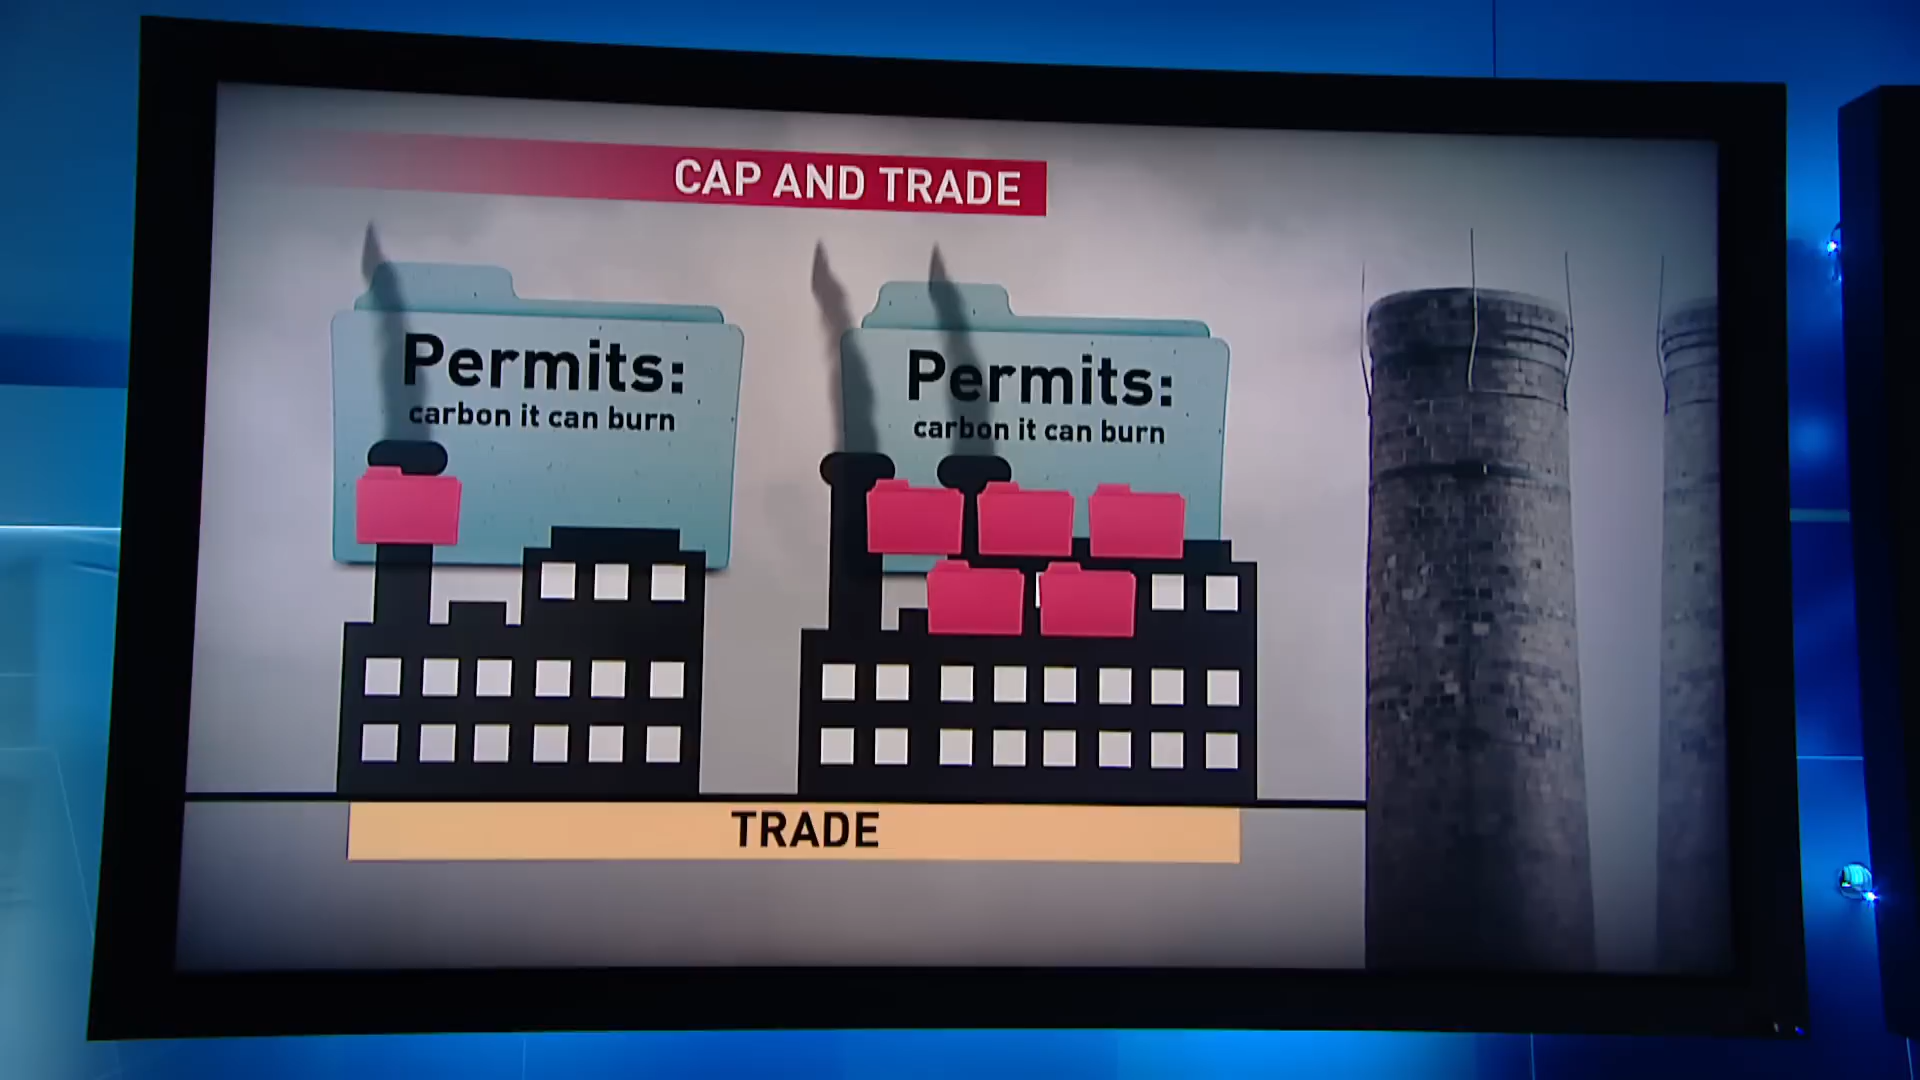 CAP AND TRADE
Permits:
carbon it can burn
Permits:
carbon it can burn
TRADE